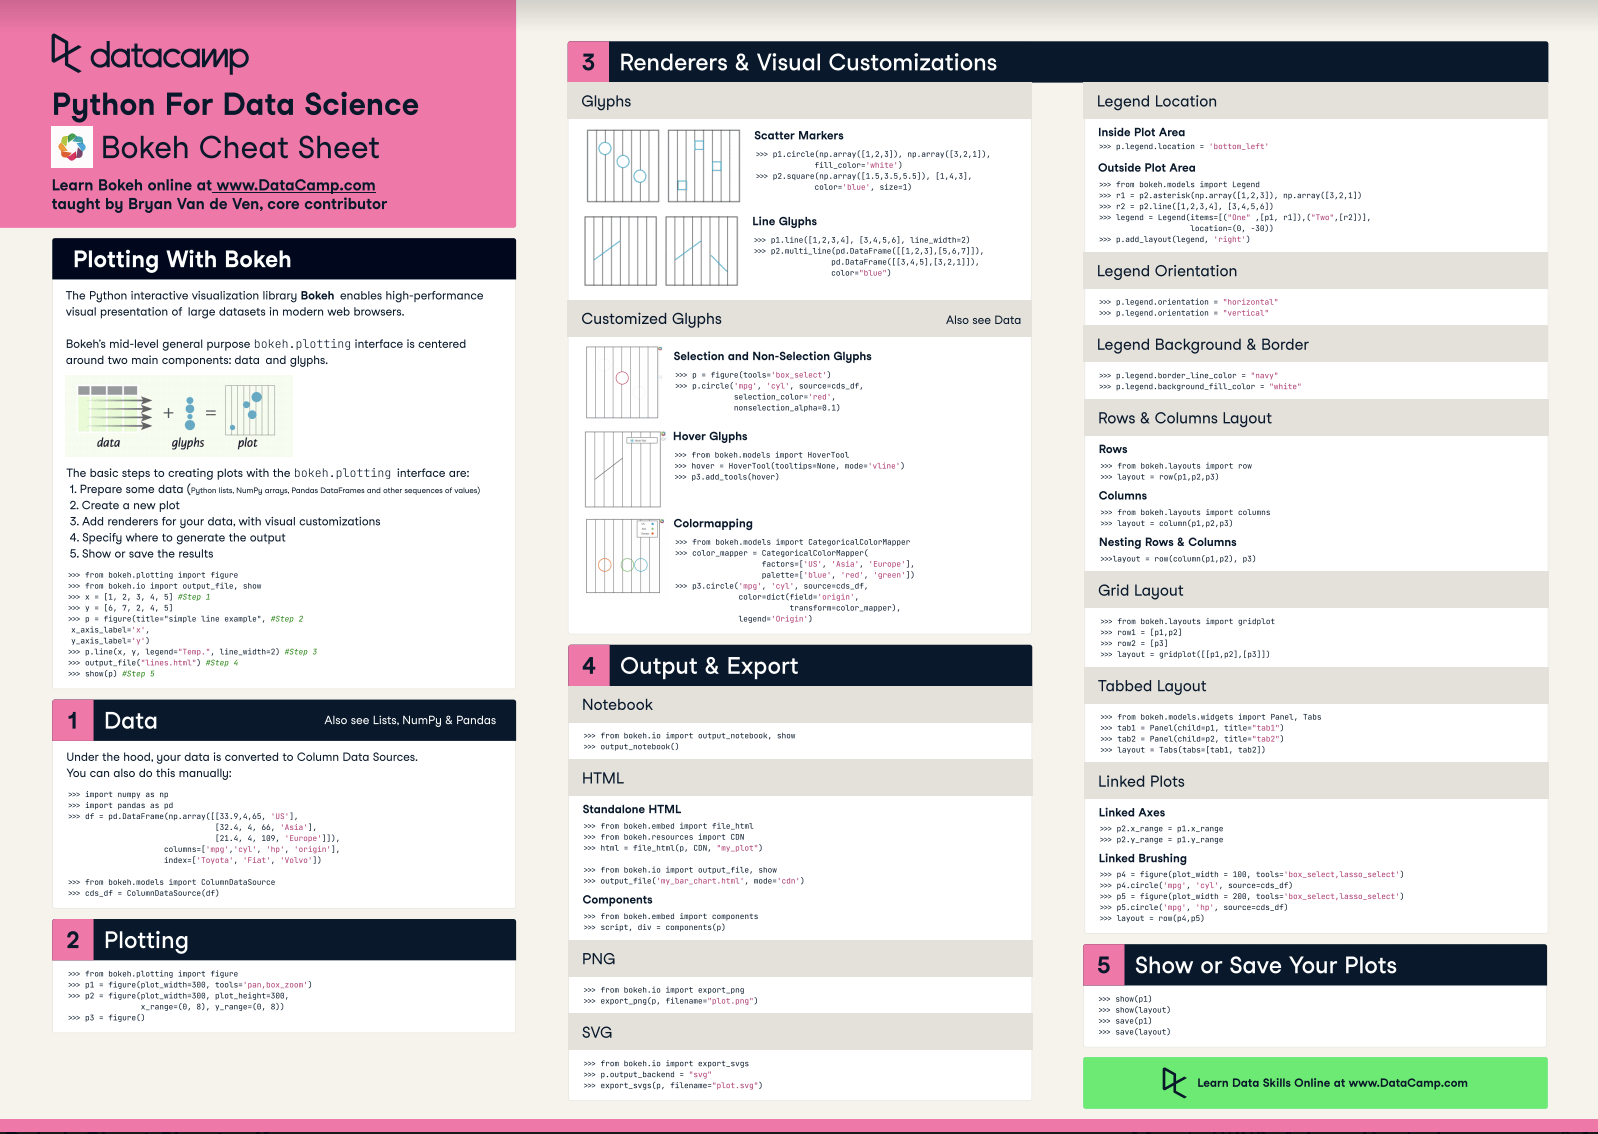 datacamp
Python For Data Science
Bokeh Cheat Sheet
Learn Bokeh online at www.DataCamp.com
taught by Bryan Van de Ven, core contributor
Plotting With Bokeh
The Python interactive visualization library Bokeh enables high-performance
visual presentation of large datasets in modern web browsers.
Bokeh's mid-level general purpose bokeh.plotting interface is centered
around two main components: data and glyphs.
+ =
data glyphs plot
The basic steps to creating plots with the bokeh.plotting interface are:
1. Prepare some data (Python lists, NumPy arrays, Pandas DataFrames and other sequences of values)
2. Create a new plot
3. Add renderers for your data, with visual customizations
4. Specify where to generate the output
5. Show or save the results
>>> from bokeh.plotting import figure
>>> from bokeh.io import output_file, show
>>> x = [1, 2, 3, 4, 5] #Step 1
>>> y = [6, 7, 2, 4, 5]
>>> p = figure(title="simple line example", #Step 2
x_axis_label='x',
y_axis_label='y')
>>> p.line(x, y, legend="Temp.", line_width=2) #Step 3
>>> output_file("lines.html") #Step 4
>>> show(p) #Step 5
1 Data Also see Lists, NumPy & Pandas
Under the hood, your data is converted to Column Data Sources.
You can also do this manually:
>>> import numpy as np
>>> import pandas as pd
>>> df = pd.DataFrame(np.array([[33.9,4,65, 'US'],
[32.4, 4, 66, 'Asia'],
[21.4, 4, 109, 'Europe']]),
columns=['mpg','cyl', 'hp', 'origin'],
index=['Toyota', 'Fiat', 'Volvo'])
>>> from bokeh.models import ColumnDataSource
>>> cds_df = ColumnDataSource(df)
2 Plotting
>>> from bokeh.plotting import figure
>>> p1 = figure(plot_width=300, tools='pan,box_zoom')
>>> p2 = figure(plot_width=300, plot_height=300,
x_range=(0, 8), y_range=(0, 8))
>>> p3 = figure()
3 Renderers & Visual Customizations
Glyphs
Scatter Markers
>>> p1.circle(np.array([1,2,3]), np.array([3,2,1]),
fill_color='white')
>>> p2.square(np.array([1.5,3.5,5.5]), [1,4,3],
color='blue', size=1)
Line Glyphs
>>> p1.line([1,2,3,4], [3,4,5,6], line_width=2)
>>> p2.multi_line(pd.DataFrame([[1,2,3],[5,6,7]]),
pd.DataFrame([[3,4,5],[3,2,1]]),
color="blue")
Customized Glyphs Also see Data
Selection and Non-Selection Glyphs
>>> p = figure(tools='box_select')
>>> p.circle('mpg', 'cyl', source=cds_df,
selection_color='red',
nonselection_alpha=0.1)
Hover Glyphs
>>> from bokeh.models import HoverTool
>>> hover = HoverTool(tooltips=None, mode='vline')
>>> p3.add_tools(hover)
Colormapping
>>> from bokeh.models import CategoricalColorMapper
>>> color_mapper = CategoricalColorMapper(
factors=['US', 'Asia', 'Europe'],
palette=['blue', 'red', 'green'])
>>> p3.circle('mpg', 'cyl', source=cds_df,
color=dict(field='origin',
transform=color_mapper),
legend='Origin')
4 Output & Export
Notebook
>>> from bokeh.io import output_notebook, show
>>> output_notebook()
HTML
Standalone HTML
>>> from bokeh.embed import file_html
>>> from bokeh.resources import CDN
>>> html = file_html(p, CDN, "my_plot")
>>> from bokeh.io import output_file, show
>>> output_file('my_bar_chart.html', mode='cdn')
Components
>>> from bokeh.embed import components
>>> script, div = components(p)
PNG
>>> from bokeh.io import export_png
>>> export_png(p, filename="plot.png")
SVG
>>> from bokeh.io import export_svgs
>>> p.output_backend = "svg"
>>> export_svgs(p, filename="plot.svg")
Legend Location
Inside Plot Area
>>> p.legend.location = 'bottom_left'
Outside Plot Area
>>> from bokeh.models import Legend
>>> r1 = p2.asterisk(np.array([1,2,3]), np.array([3,2,1])
>>> r2 = p2.line([1,2,3,4], [3,4,5,6])
>>> legend = Legend(items=[("One" ,[p1, r1]),("Two",[r2])],
location=(0, -30))
>>> p.add_layout(legend, 'right')
Legend Orientation
>>> p.legend.orientation = "horizontal"
>>> p.legend.orientation = "vertical"
Legend Background & Border
>>> p.legend.border_line_color = "navy"
>>> p.legend.background_fill_color = "white"
Rows & Columns Layout
Rows
>>> from bokeh.layouts import row
>>> layout = row(p1,p2,p3)
Columns
>>> from bokeh.layouts import columns
>>> layout = column(p1,p2,p3)
Nesting Rows & Columns
>>>layout = row(column(p1,p2), p3)
Grid Layout
>>> from bokeh.layouts import gridplot
>>> row1 = [p1,p2]
>>> row2 = [p3]
>>> layout = gridplot([[p1,p2],[p3]])
Tabbed Layout
>>> from bokeh.models.widgets import Panel, Tabs
>>> tab1 = Panel(child=p1, title="tab1")
>>> tab2 = Panel(child=p2, title="tab2")
>>> layout = Tabs(tabs=[tab1, tab2])
Linked Plots
Linked Axes
>>> p2.x_range = p1.x_range
>>> p2.y_range = p1.y_range
Linked Brushing
>>> p4 = figure(plot_width = 100, tools='box_select,lasso_select')
>>> p4.circle('mpg', 'cyl', source=cds_df)
>>> p5 = figure(plot_width = 200, tools='box_select,lasso_select')
>>> p5.circle('mpg', 'hp', source=cds_df)
>>> layout = row(p4,p5)
5 Show or Save Your Plots
>>> show(p1)
>>> show(layout)
>>> save(p1)
>>> save(layout)
Learn Data Skills Online at www.DataCamp.com